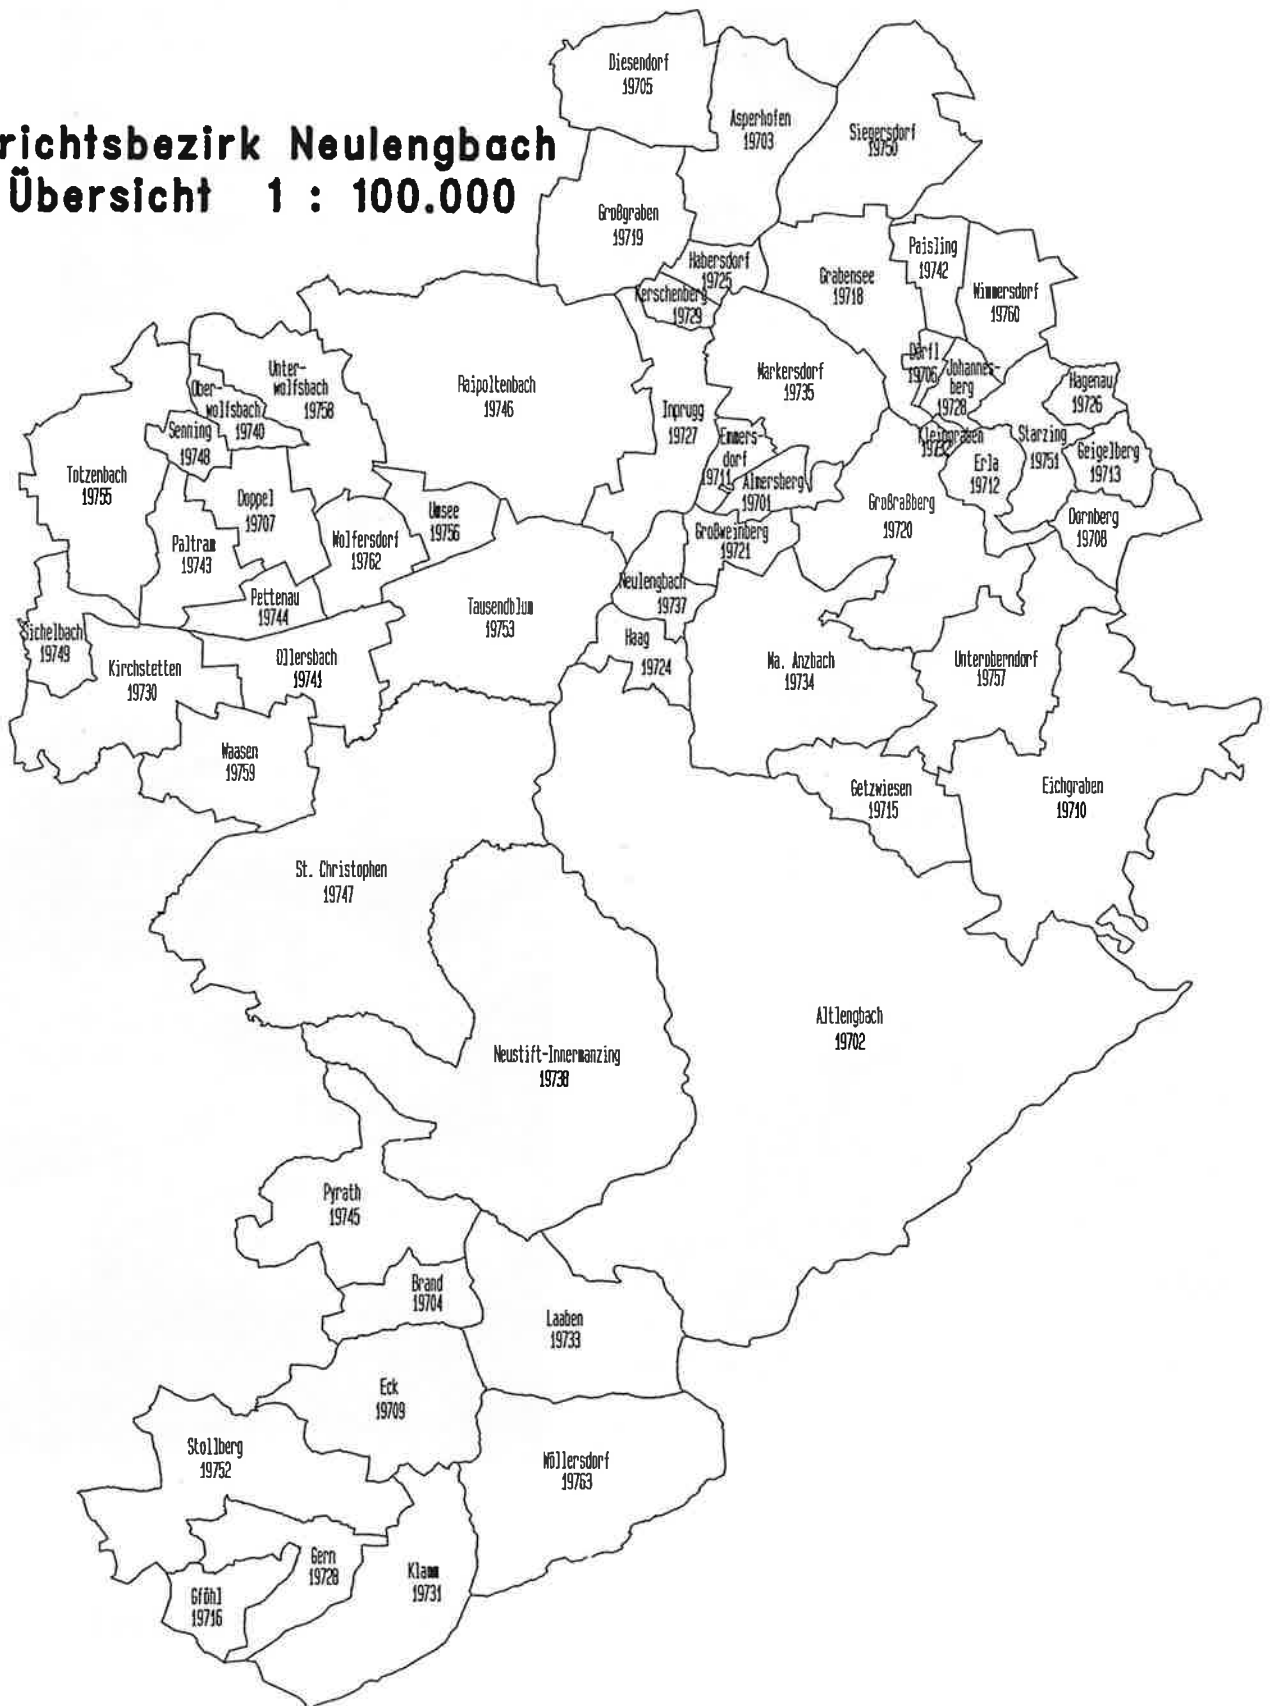 richtsbezirk Neulengbach
Übersicht 1 : 100.000
Diesendorf
19705
Asperhofen
19703
Siegersdorf
19750
Großgraben
19719
Habersdorf
19725
Kerschenberg
19729
Grabensee
19718
Paisling
19742
Wimmersdorf
19760
Unter-
wolfsbach
19758
Ober-
wolfsbach
19740
Senning
19748
Raipoltenbach
19746
Inprugg
19727
Markersdorf
19735
Dörfl
19706
Johannes-
berg
19728
Hagenau
19726
Totzenbach
19755
Doppel
19707
Emmers-
dorf
19711
Almersberg
19701
Kleingraben
19732
Erla
19712
Starzing
19751
Geigelberg
19713
Paltram
19743
Wolfersdorf
19762
Umsee
19756
Großweinberg
19721
Großraßberg
19720
Dornberg
19708
Pettenau
19744
Tausendblum
19753
Neulengbach
19737
Sichelbach
19749
Kirchstetten
19730
Ollersbach
19741
Haag
19724
Ma. Anzbach
19734
Unteroberndorf
19757
Waasen
19759
Getzwiesen
19715
Eichgraben
19710
St. Christophen
19747
Altlengbach
19702
Neustift-Innermanzing
19738
Pyrath
19745
Brand
19704
Laaben
19733
Eck
19709
Stollberg
19752
Wöllersdorf
19763
Gern
19728
Klamm
19731
Gföhl
19716